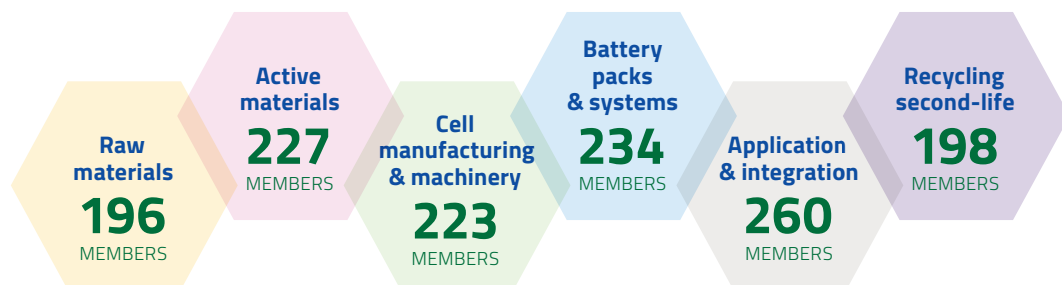 Raw
materials
196
MEMBERS
Active
materials
227
MEMBERS
Cell
manufacturing
& machinery
223
MEMBERS
Battery
packs
& systems
234
MEMBERS
Application
& integration
260
MEMBERS
Recycling
second-life
198
MEMBERS